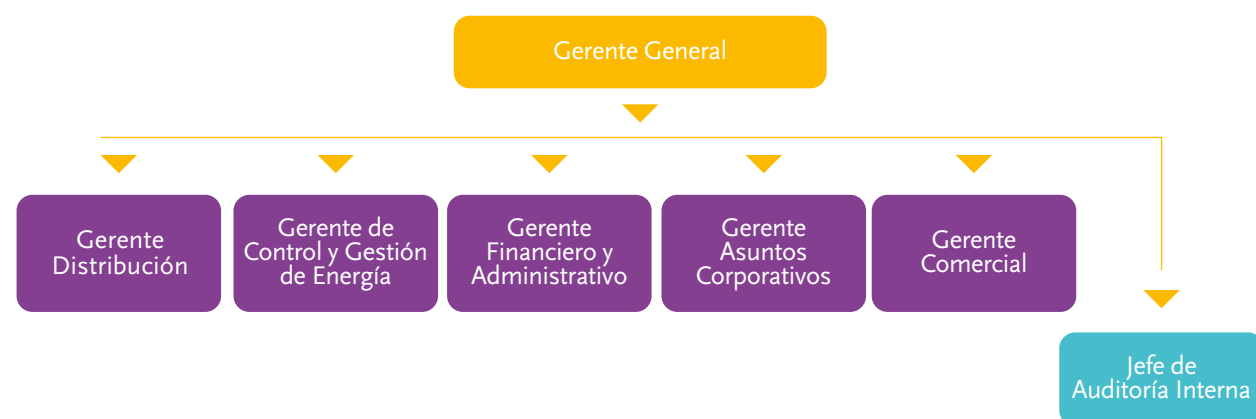 Gerente General
Gerente
Distribución
Gerente de
Control y Gestión
de Energía
Gerente
Financiero y
Administrativo
Gerente
Asuntos
Corporativos
Gerente
Comercial
Jefe de
Auditoría Interna